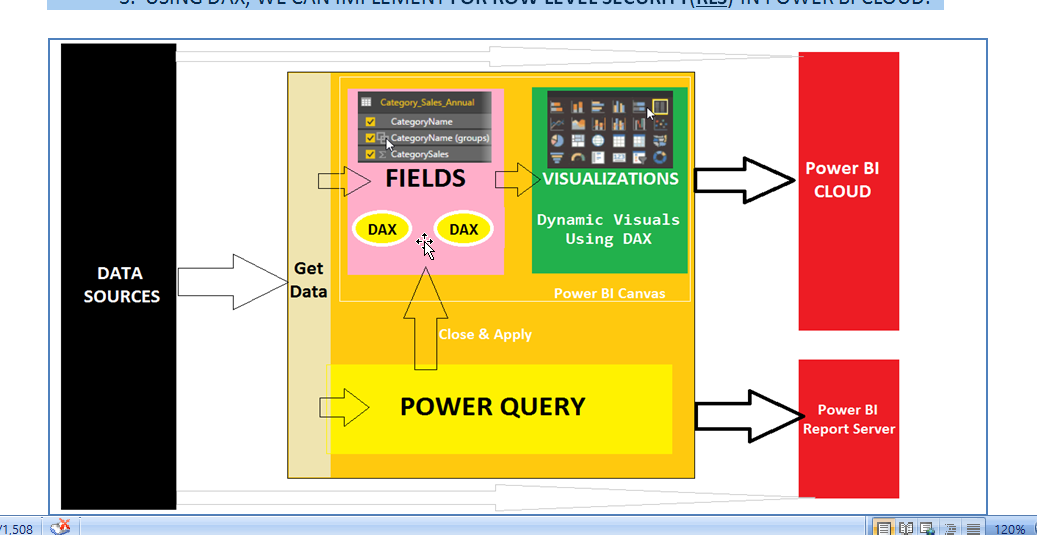 3. USING DAX, WE CAN IMPLEMENT FOR ROW LEVEL SECURITY(RLS) IN POWER BI CLOUD.
Category_Sales_Annual
CategoryName
CategoryName (groups)
Σ CategorySales
FIELDS
VISUALIZATIONS
Power BI
CLOUD
DAX
DAX
Dynamic Visuals
Using DAX
DATA
SOURCES
Get
Data
Power BI Canvas
Close & Apply
POWER QUERY
Power BI
Report Server
/1,508
120%